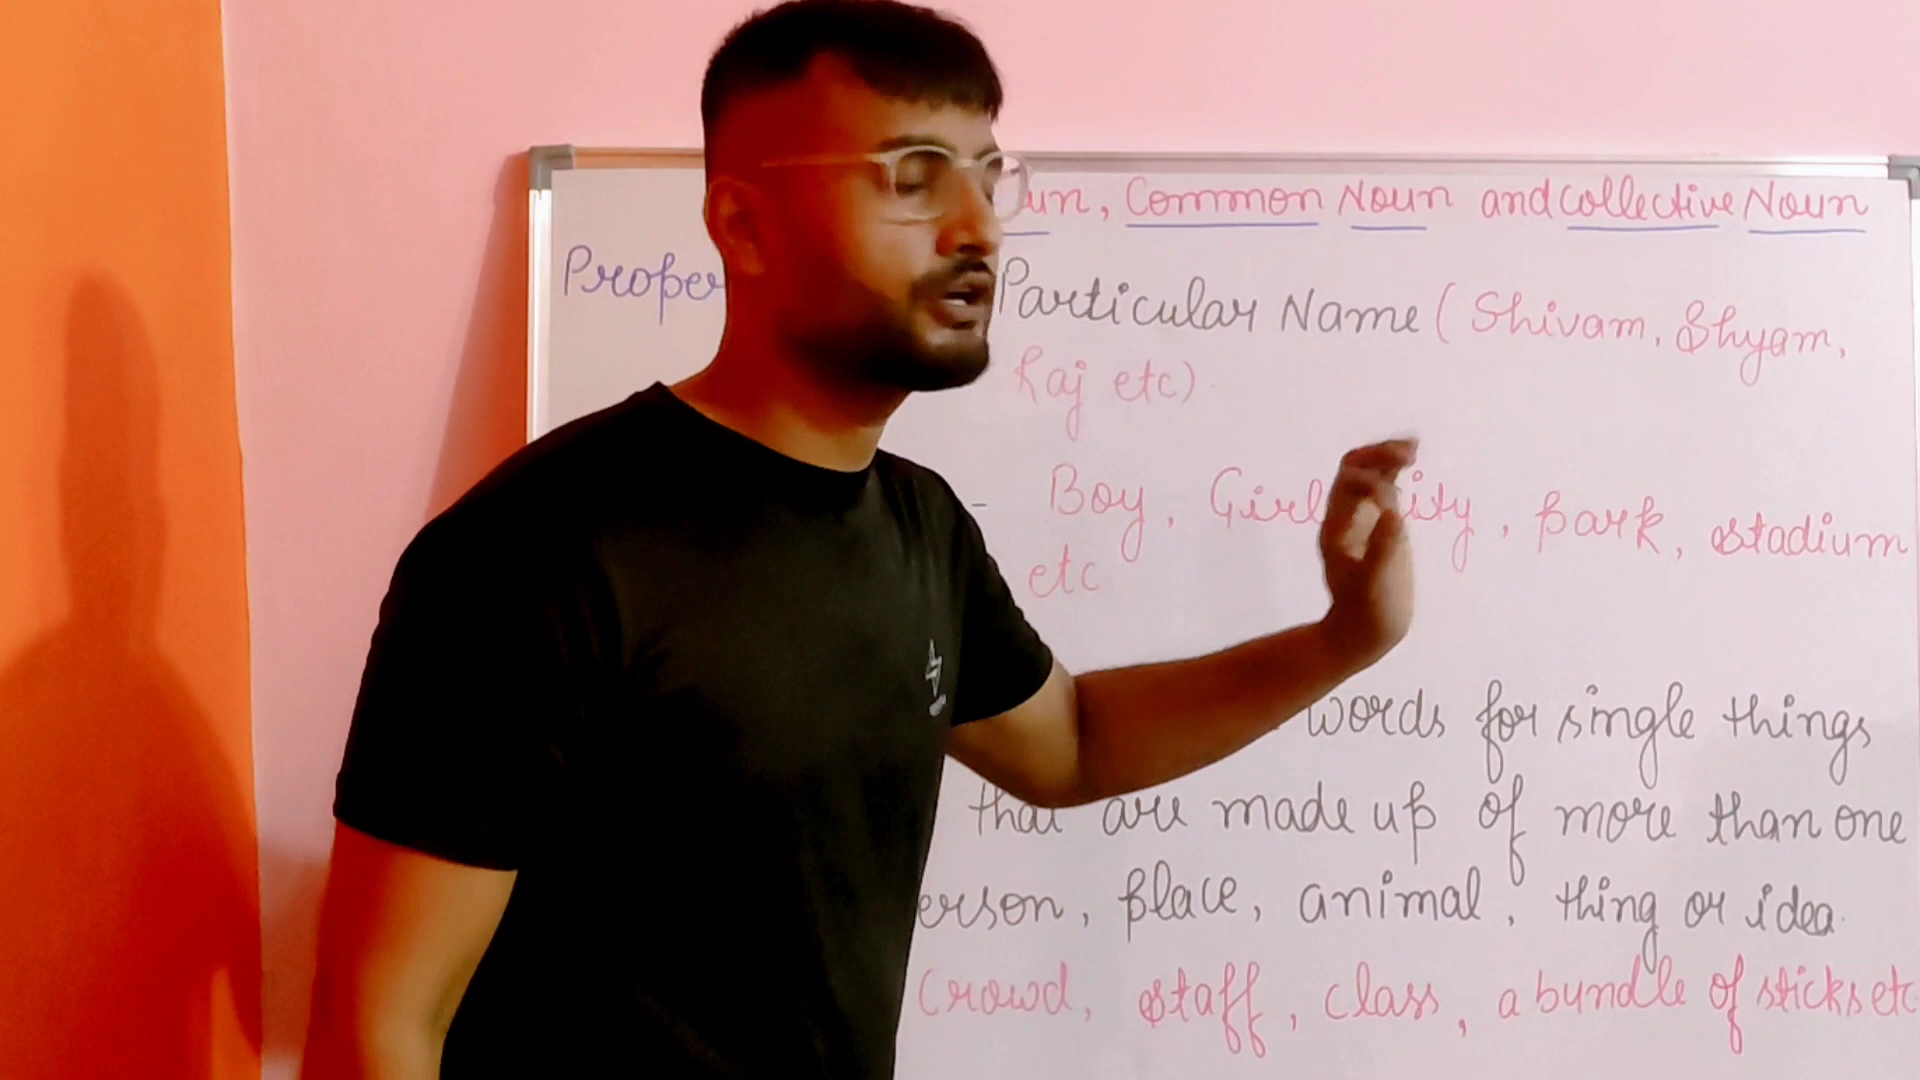 un, Common Noun and collective Noun
Proper Particular Name ( Shivam, Shyam,
Raj etc)
- Boy, Girl ity, Park, stadium
etc
words for single things
that are made up of more than one
erson, place, animal, thing or idea.
Crowd, staff, class, a bundle of sticks etc